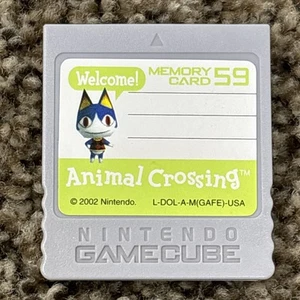 Welcome!
MEMORY
CARD 59
Animal Crossing™
© 2002 Nintendo. L-DOL-A-M(GAFE)-USA
NINTENDO
GAMECUBE